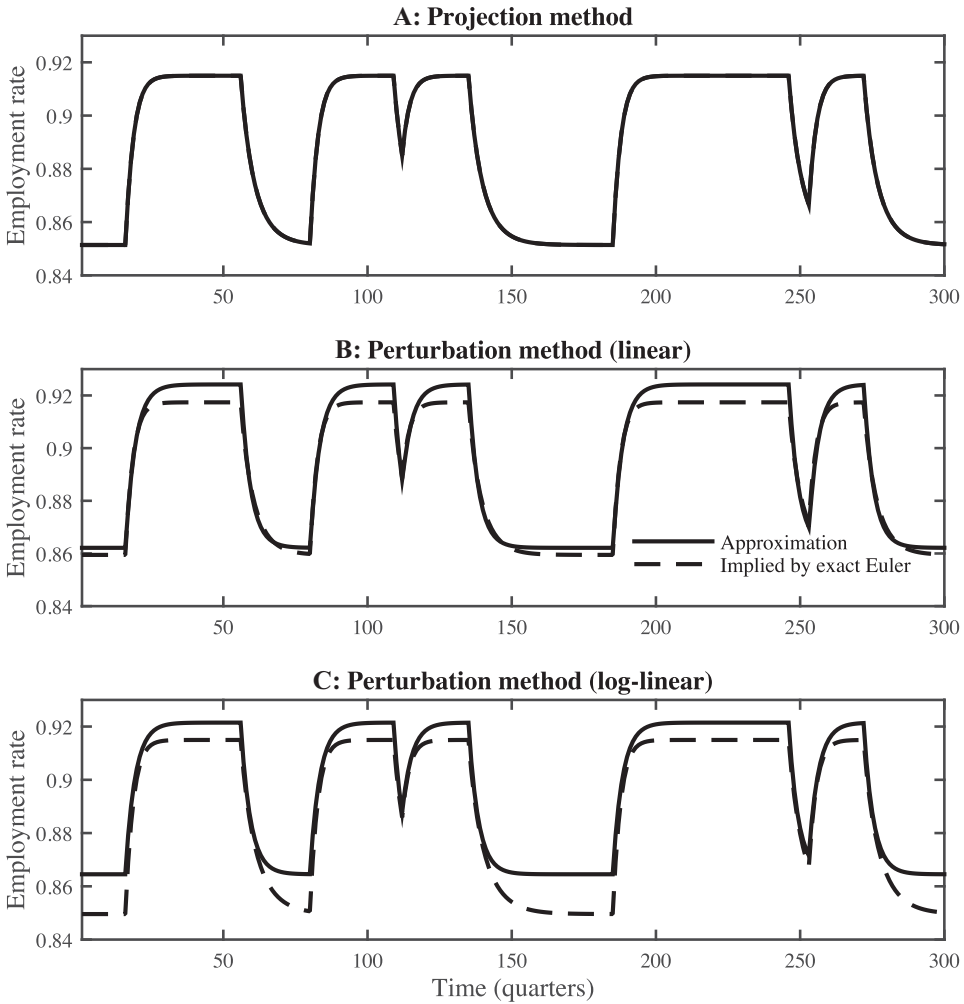 A: Projection method
Employment rate
0.92
0.9
0.88
0.86
0.84
50 100 150 200 250 300
B: Perturbation method (linear)
Employment rate
0.92
0.9
0.88
0.86
0.84
Approximation
Implied by exact Euler
50 100 150 200 250 300
C: Perturbation method (log-linear)
Employment rate
0.92
0.9
0.88
0.86
0.84
50 100 150 200 250 300
Time (quarters)